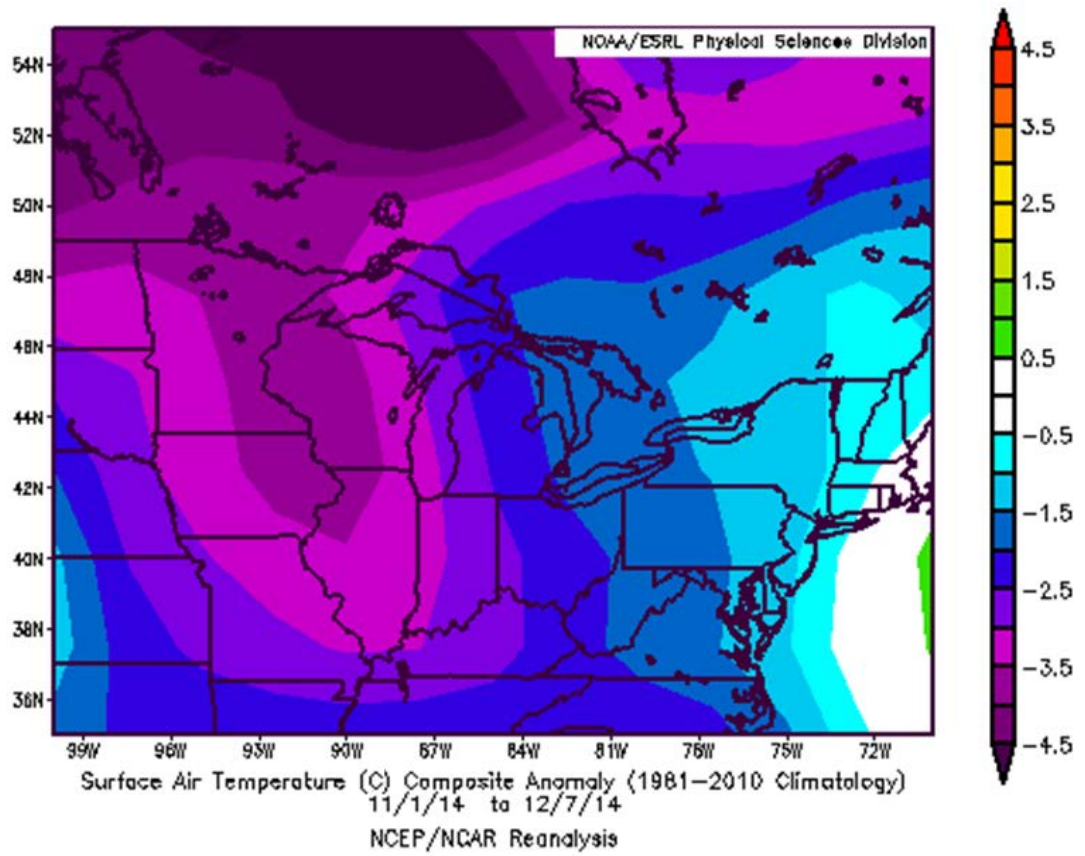 NOAA/ESRL Physical Sciences Division
54N
52N
50N
48N
46N
44N
42N
40N
38N
36N
99W 96W 93W 90W 87W 84W 81W 78W 75W 72W
4.5
3.5
2.5
1.5
0.5
-0.5
-1.5
-2.5
-3.5
-4.5
Surface Air Temperature (C) Composite Anomaly (1981-2010 Climatology)
11/1/14 to 12/7/14
NCEP/NCAR Reanalysis